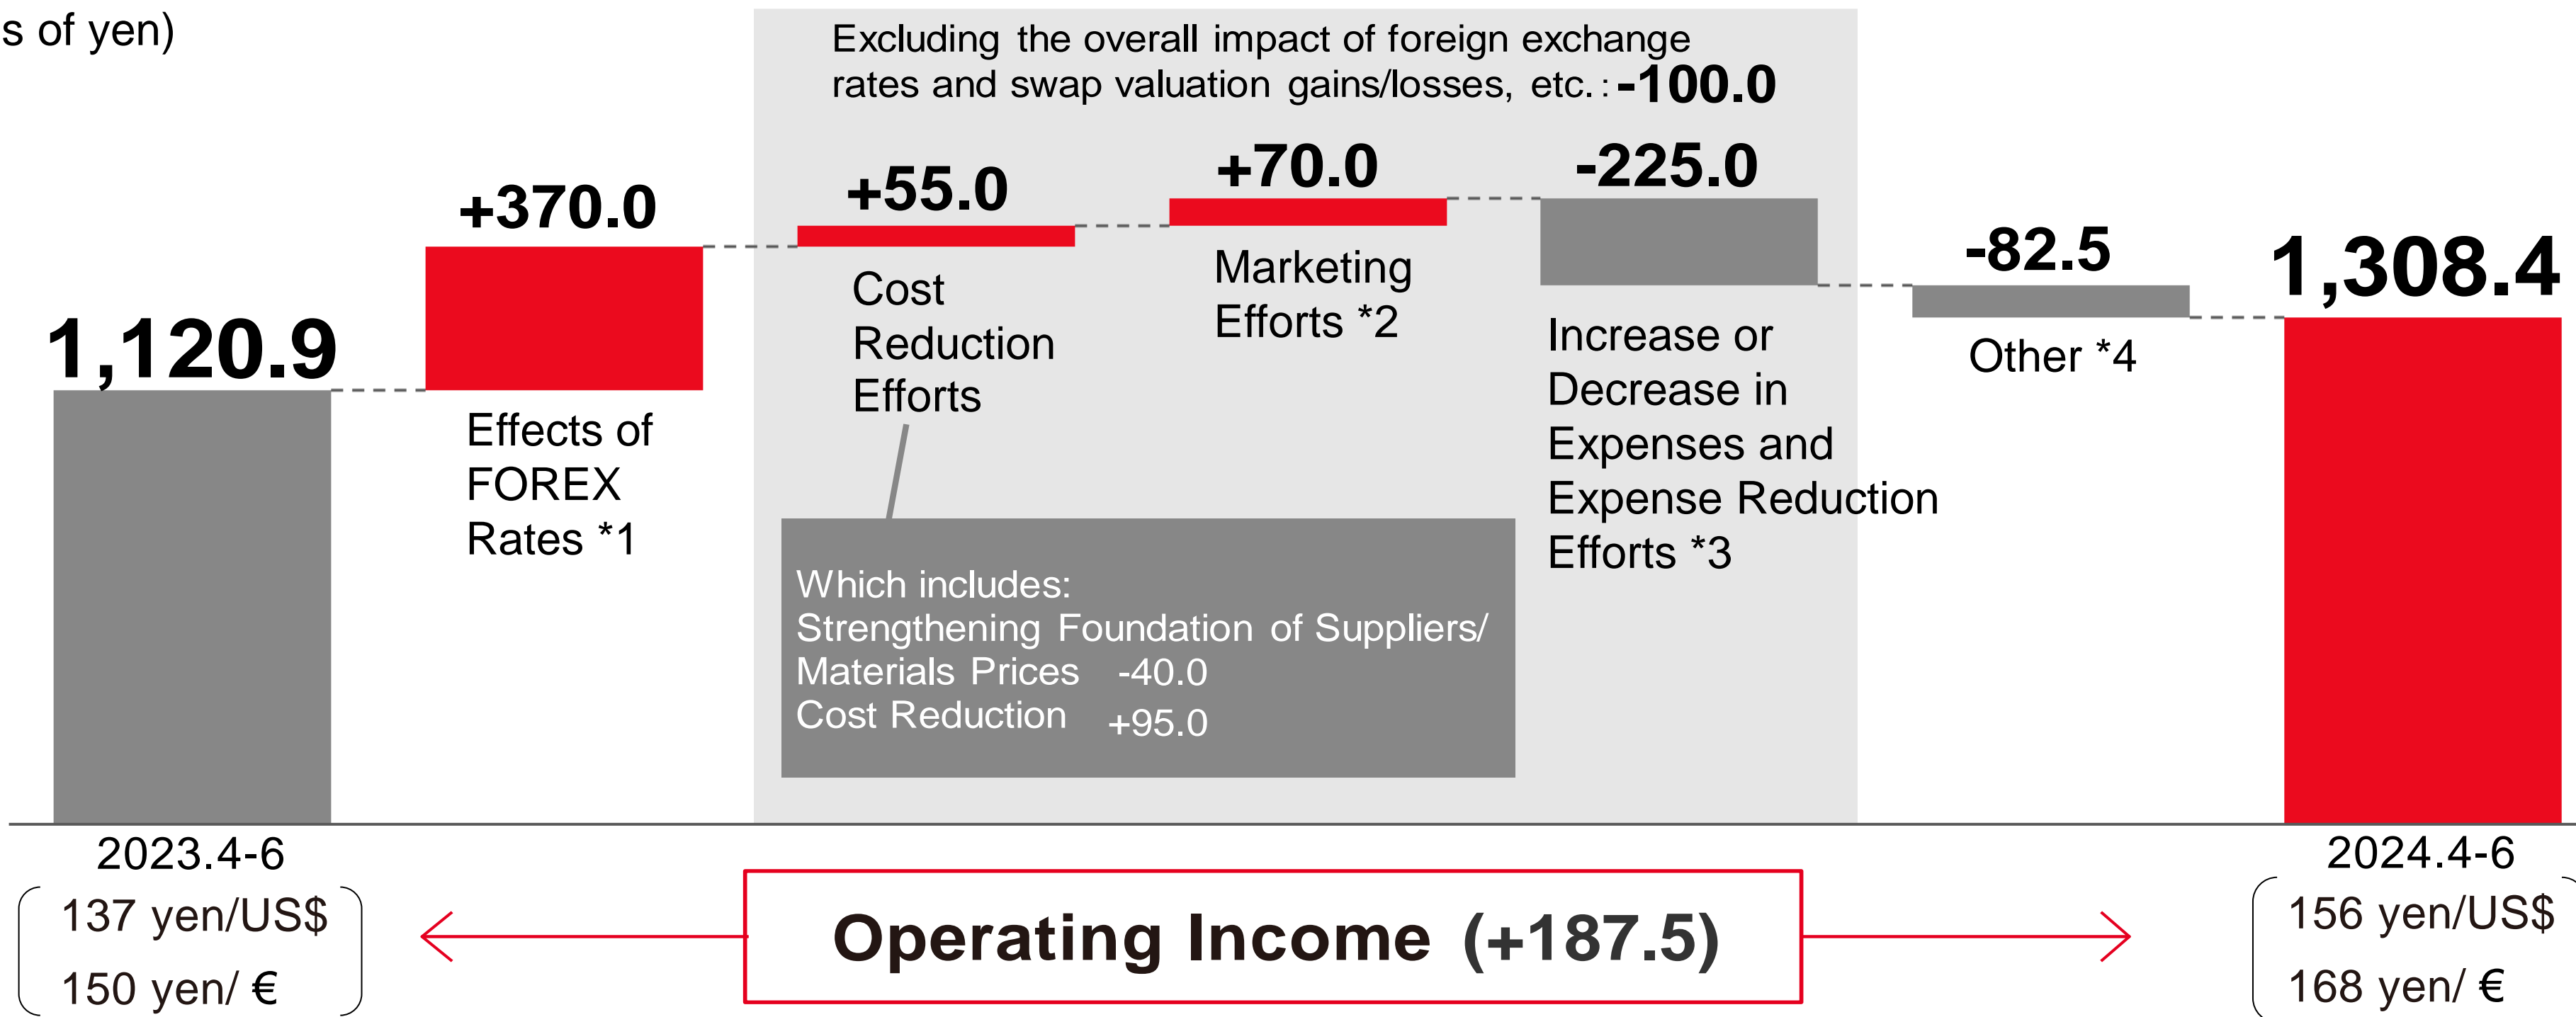 s of yen)
Excluding the overall impact of foreign exchange
rates and swap valuation gains/losses, etc.: -100.0
1,120.9
+370.0
Effects of
FOREX
Rates *1
+55.0
Cost
Reduction
Efforts
+70.0
Marketing
Efforts *2
-225.0
Increase or
Decrease in
Expenses and
Expense Reduction
Efforts *3
-82.5
Other *4
1,308.4
Which includes:
Strengthening Foundation of Suppliers/
Materials Prices -40.0
Cost Reduction +95.0
2023.4-6
137 yen/US$
150 yen/ €
Operating Income (+187.5)
2024.4-6
156 yen/US$
168 yen/ €